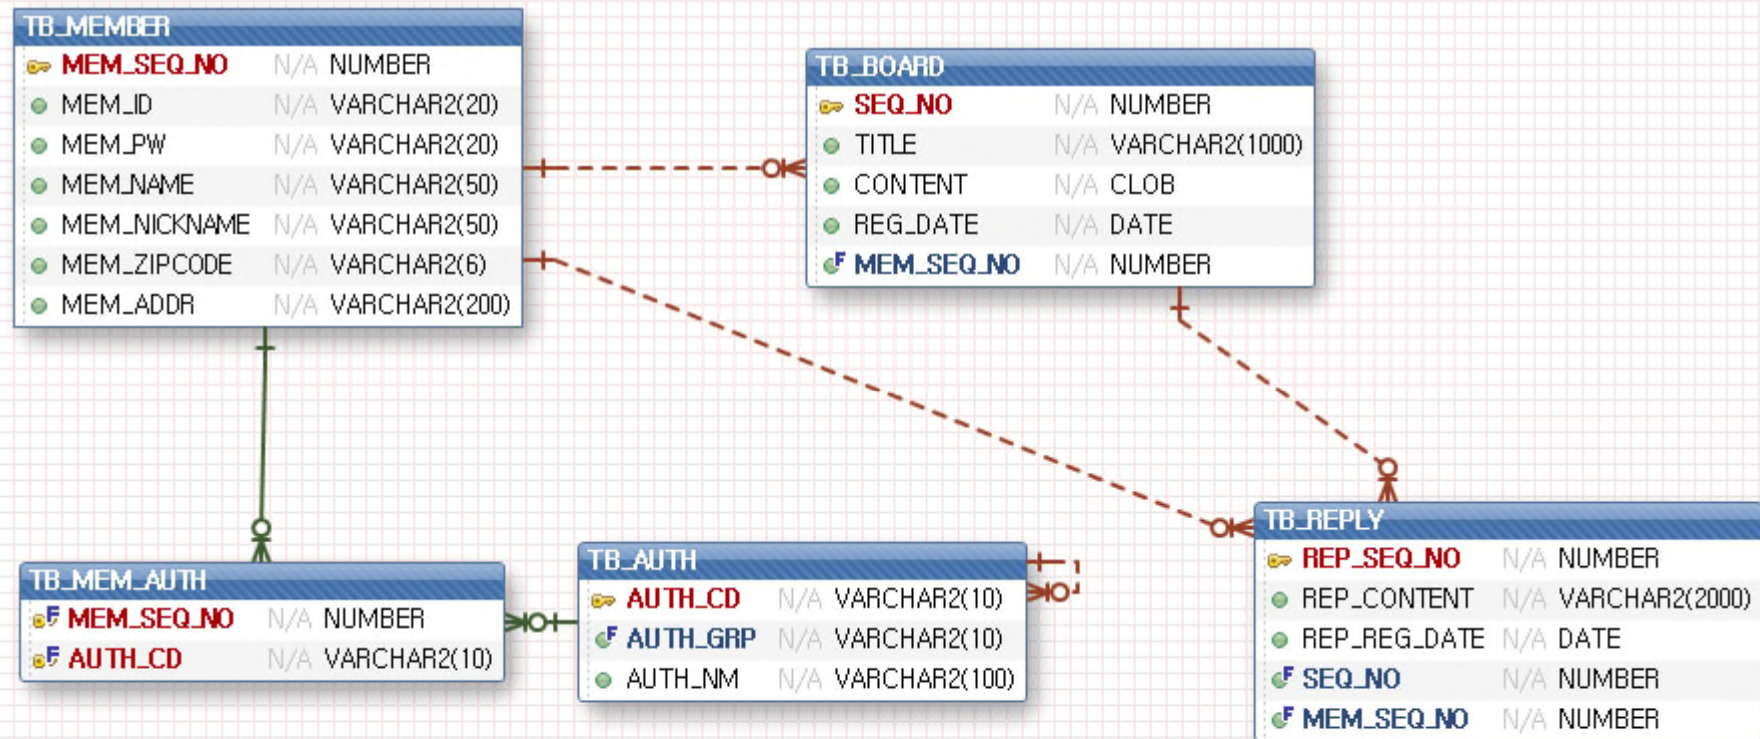 TB_MEMBER
MEM_SEQ_NO N/A NUMBER
MEM_ID N/A VARCHAR2(20)
MEM_PW N/A VARCHAR2(20)
MEM_NAME N/A VARCHAR2(50)
MEM_NICKNAME N/A VARCHAR2(50)
MEM_ZIPCODE N/A VARCHAR2(6)
MEM_ADDR N/A VARCHAR2(200)
TB_BOARD
SEQ_NO N/A NUMBER
TITLE N/A VARCHAR2(1000)
CONTENT N/A CLOB
REG_DATE N/A DATE
F MEM_SEQ_NO N/A NUMBER
TB_MEM_AUTH
F MEM_SEQ_NO N/A NUMBER
F AUTH_CD N/A VARCHAR2(10)
TB_AUTH
AUTH_CD N/A VARCHAR2(10)
F AUTH_GRP N/A VARCHAR2(10)
AUTH_NM N/A VARCHAR2(100)
TB_REPLY
REP_SEQ_NO N/A NUMBER
REP_CONTENT N/A VARCHAR2(2000)
REP_REG_DATE N/A DATE
F SEQ_NO N/A NUMBER
F MEM_SEQ_NO N/A NUMBER